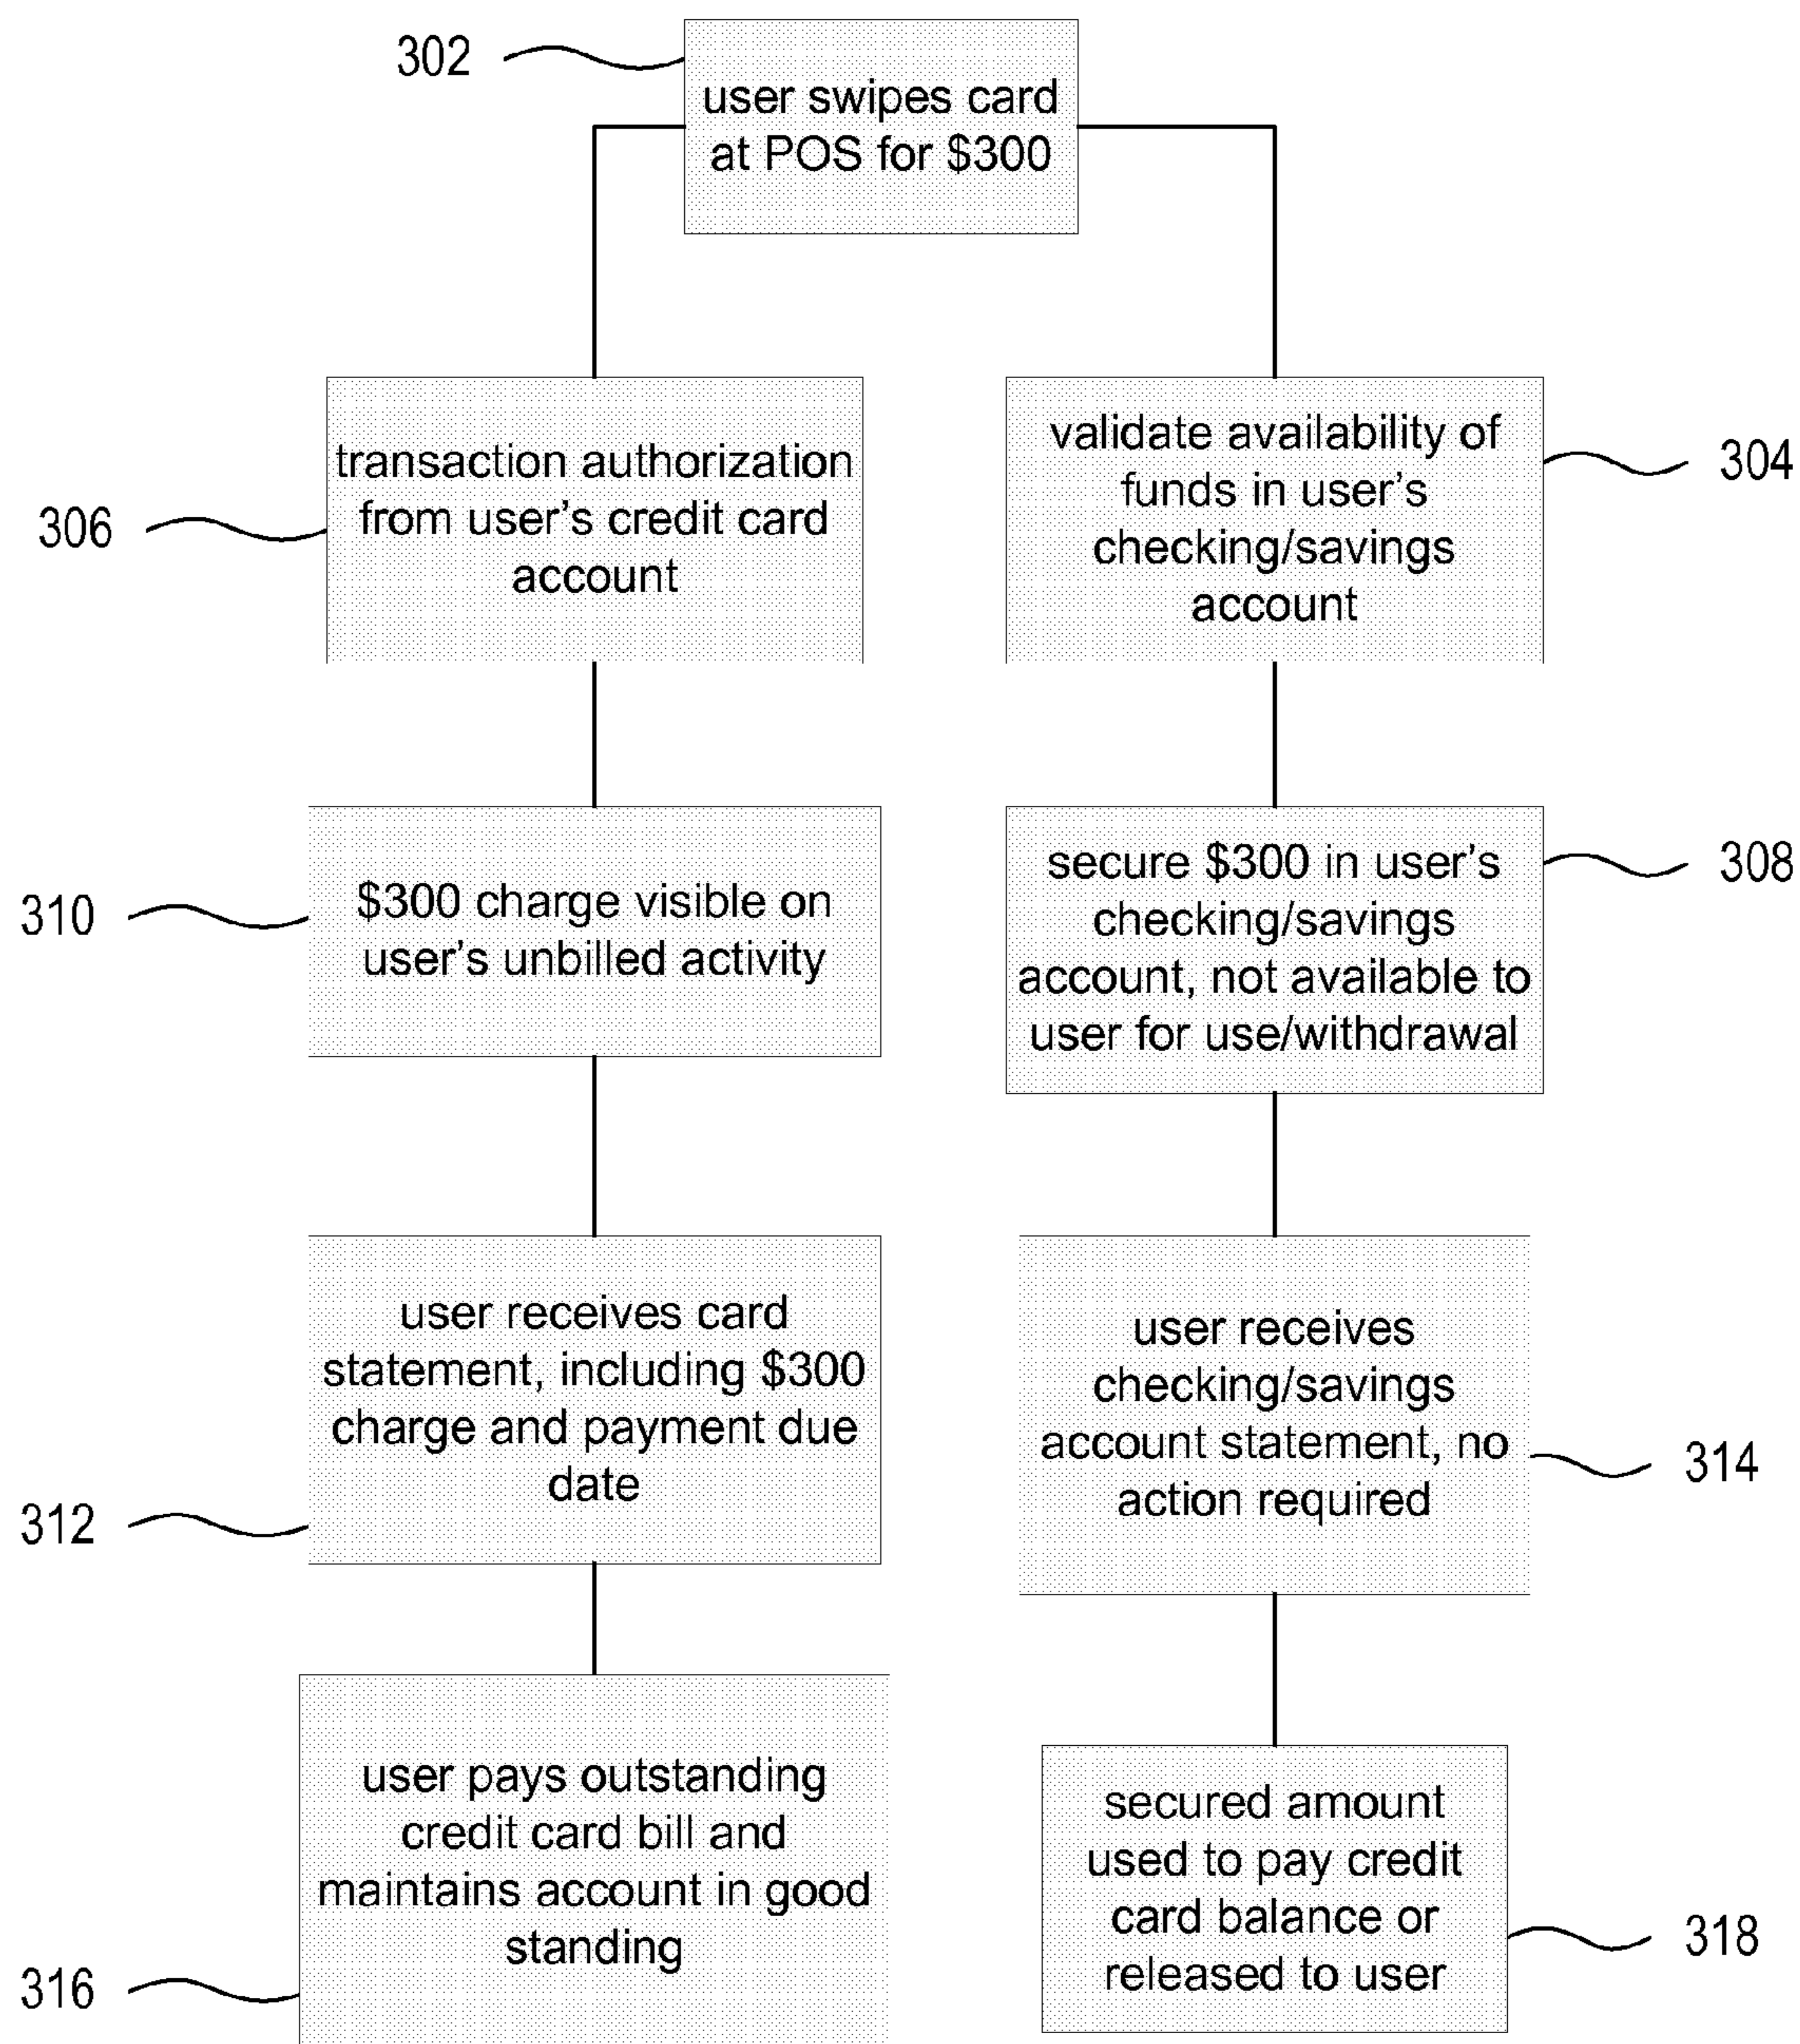 302
user swipes card
at POS for $300
transaction authorization
from user's credit card
account
306
validate availability of
funds in user's
checking/savings
account
304
$300 charge visible on
user's unbilled activity
310
secure $300 in user's
checking/savings
account, not available to
user for use/withdrawal
308
user receives card
statement, including $300
charge and payment due
date
312
user receives
checking/savings
account statement, no
action required
314
user pays outstanding
credit card bill and
maintains account in good
standing
316
secured amount
used to pay credit
card balance or
released to user
318